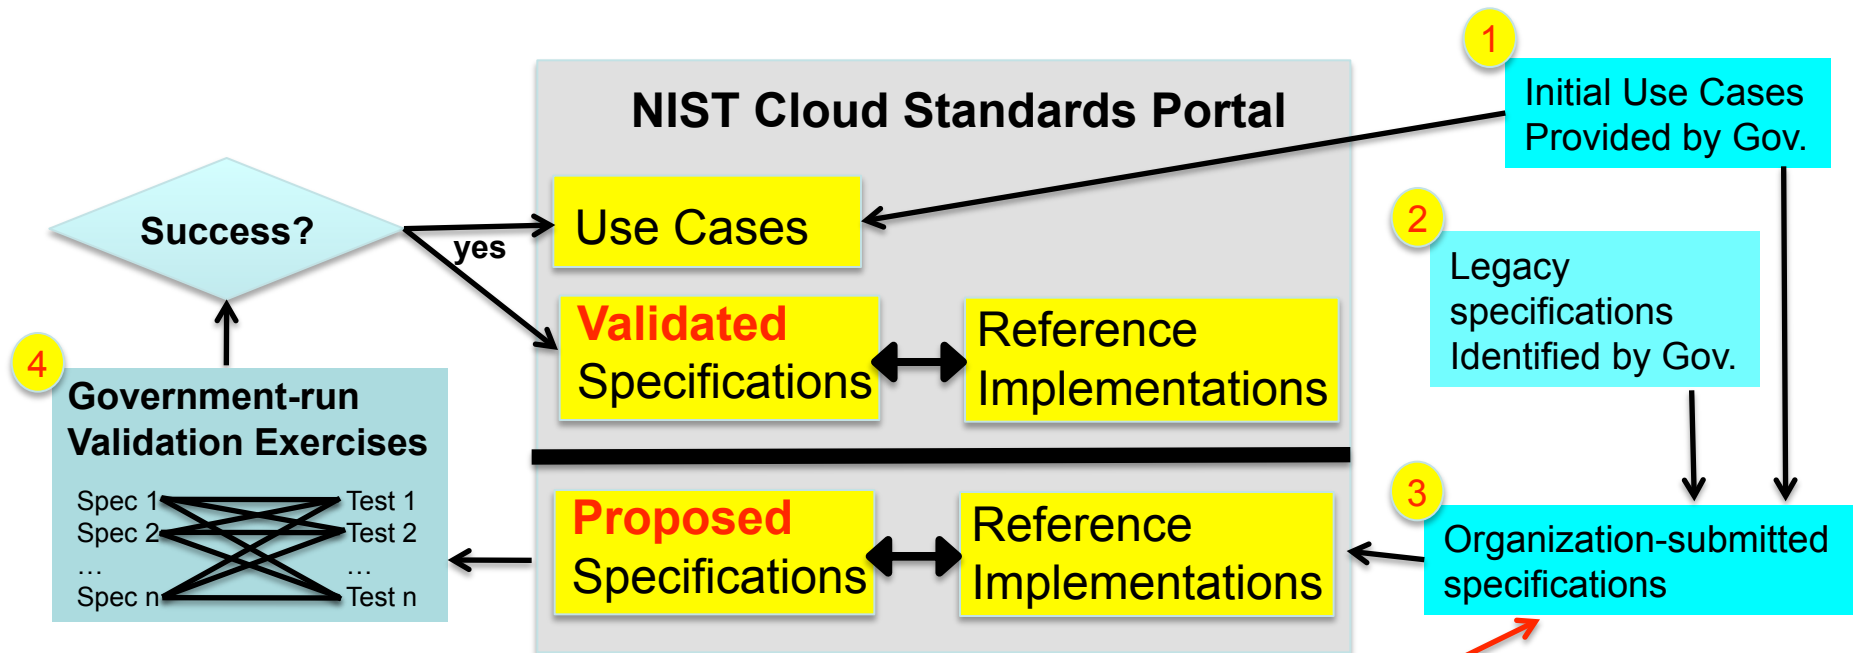 1
Initial Use Cases
Provided by Gov.
NIST Cloud Standards Portal
Success?
yes
Use Cases
2
Legacy
specifications
Identified by Gov.
Validated
Specifications
Reference
Implementations
4
Government-run
Validation Exercises
Spec 1 Test 1
Spec 2 Test 2
… …
Spec n Test n
Proposed
Specifications
Reference
Implementations
3
Organization-submitted
specifications